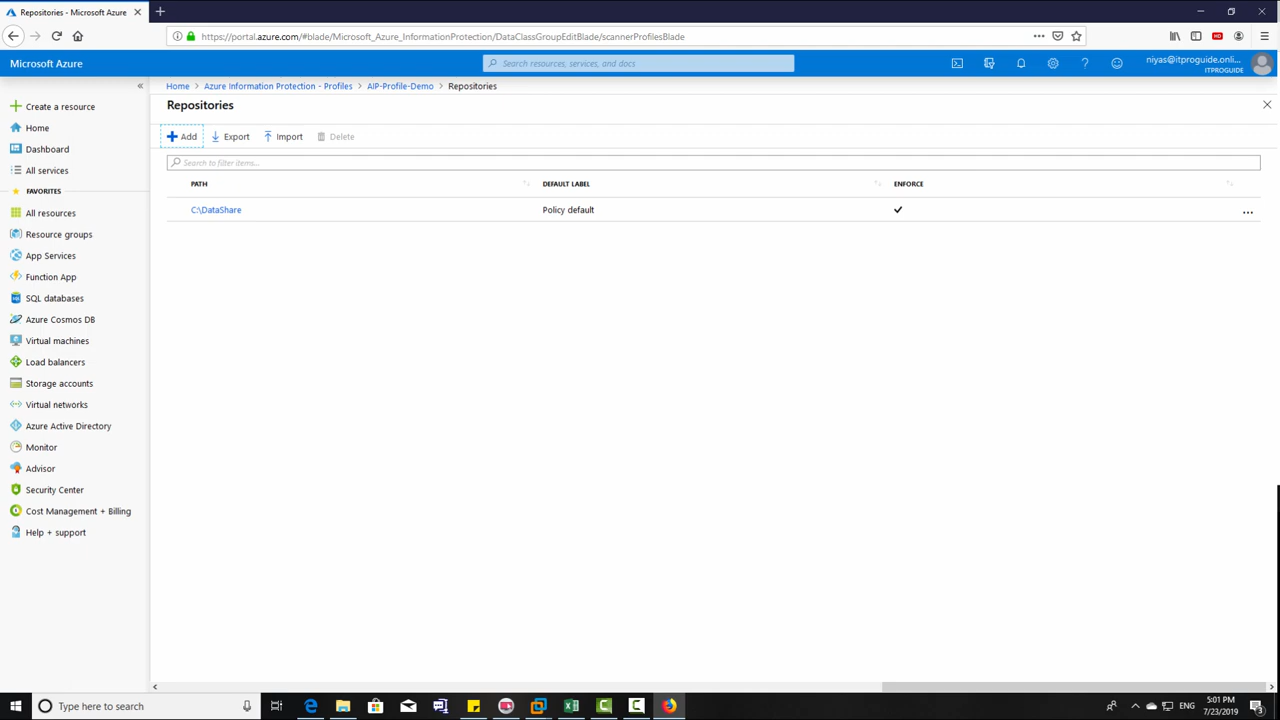 Repositories - Microsoft Azure
https://portal.azure.com/#blade/Microsoft_Azure_InformationProtection/DataClassGroupEditBlade/scannerProfilesBlade
HD
Microsoft Azure
Search resources, services, and docs
niyas@itproguide.onli...
ITPROGUIDE
Home > Azure Information Protection - Profiles > AIP-Profile-Demo > Repositories
Repositories
Add Export Import Delete
Search to filter items...
PATH DEFAULT LABEL ENFORCE
C:\DataShare Policy default
Create a resource
Home
Dashboard
All services
FAVORITES
All resources
Resource groups
App Services
Function App
SQL databases
Azure Cosmos DB
Virtual machines
Load balancers
Storage accounts
Virtual networks
Azure Active Directory
Monitor
Advisor
Security Center
Cost Management + Billing
Help + support
Type here to search
ENG
5:01 PM
7/23/2019